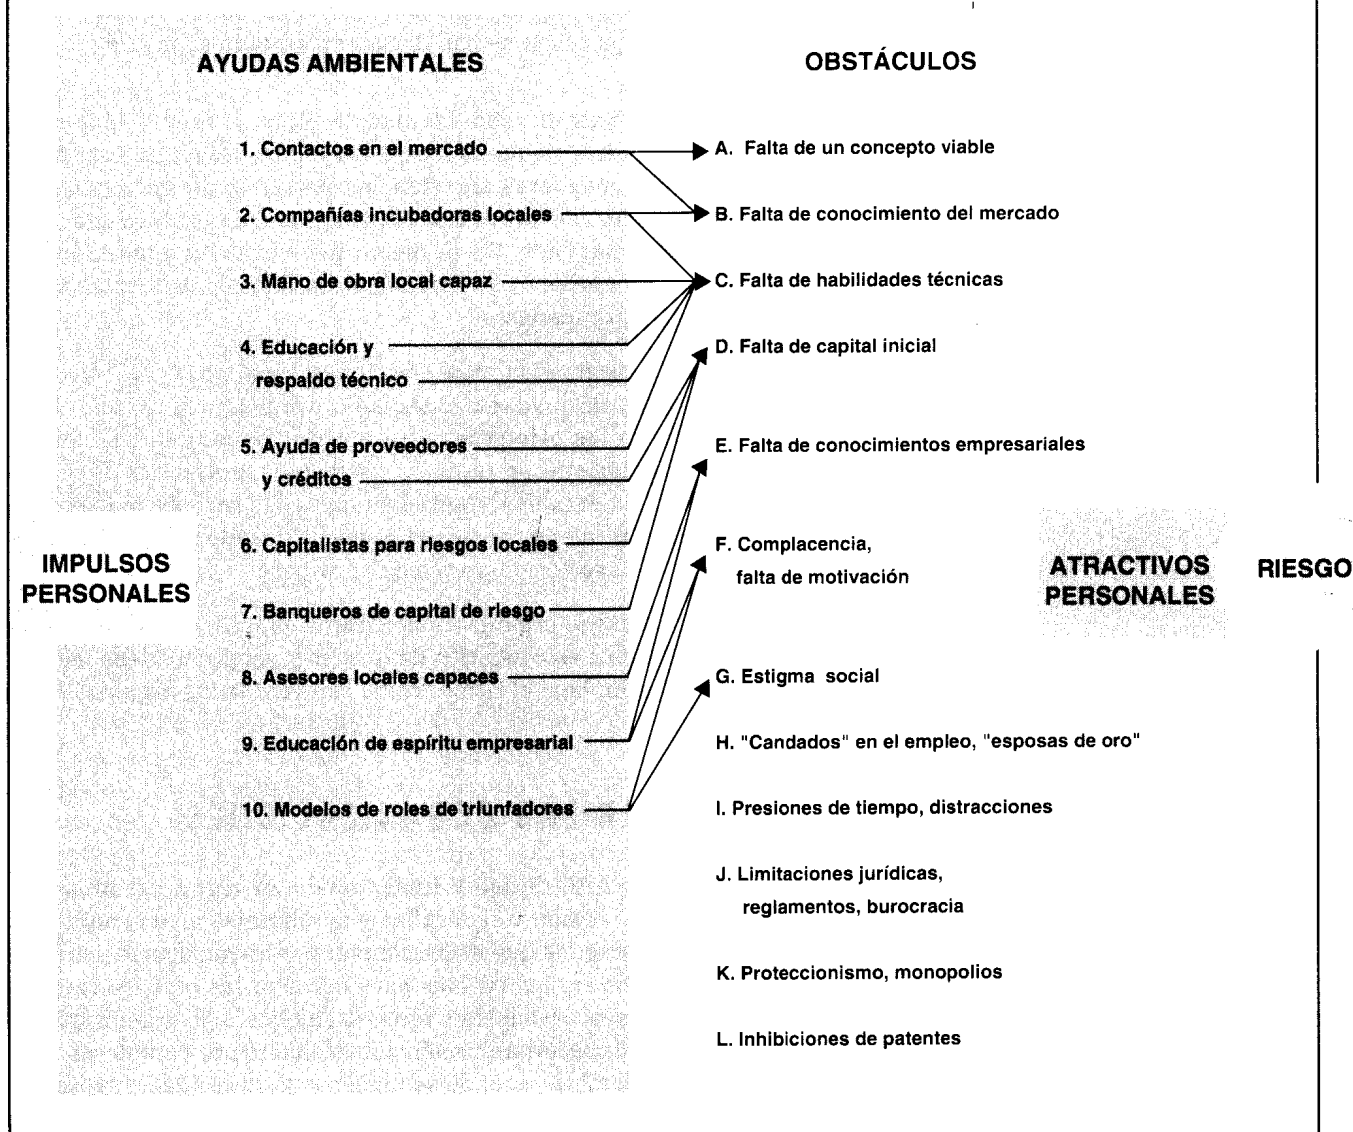 AYUDAS AMBIENTALES
OBSTÁCULOS
1. Contactos en el mercado
2. Compañías incubadoras locales
3. Mano de obra local capaz
4. Educación y
respaldo técnico
5. Ayuda de proveedores
y créditos
6. Capitalistas para riesgos locales
7. Banqueros de capital de riesgo
8. Asesores locales capaces
9. Educación de espíritu empresarial
10. Modelos de roles de triunfadores
A. Falta de un concepto viable
B. Falta de conocimiento del mercado
C. Falta de habilidades técnicas
D. Falta de capital inicial
E. Falta de conocimientos empresariales
F. Complacencia,
falta de motivación
G. Estigma social
H. "Candados" en el empleo, "esposas de oro"
I. Presiones de tiempo, distracciones
J. Limitaciones jurídicas,
reglamentos, burocracia
K. Proteccionismo, monopolios
L. Inhibiciones de patentes
IMPULSOS
PERSONALES
ATRACTIVOS
PERSONALES
RIESGO